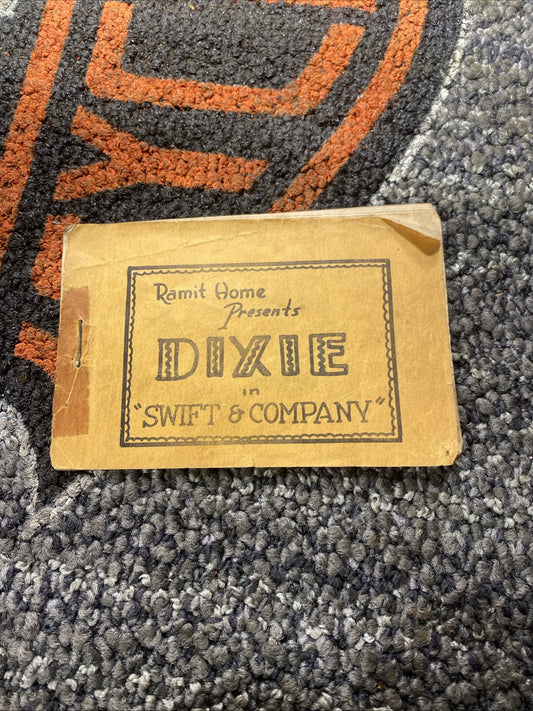 Ramit Home
Presents
DIXIE
in
"SWIFT & COMPANY"